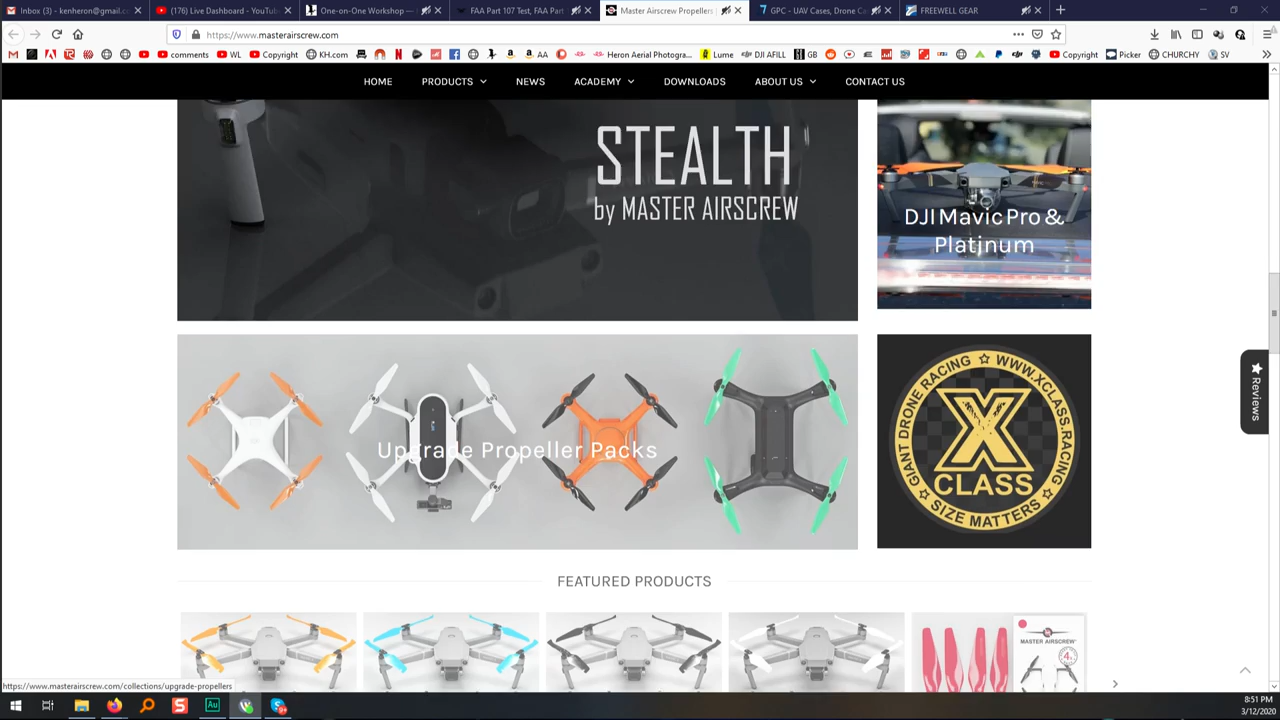 Inbox (3) - kenheron@gmail.co
(176) Live Dashboard - YouTu
One-on-One Workshop —
FAA Part 107 Test, FAA Part
Master Airscrew Propellers
GPC - UAV Cases, Drone Ca
FREEWELL GEAR
https://www.masterairscrew.com
comments
WL
Copyright
KH.com
AA
Heron Aerial Photogra...
Lume
DJI AFILL
GB
Copyright
Picker
CHURCHY
SV
HOME
PRODUCTS
NEWS
ACADEMY
DOWNLOADS
ABOUT US
CONTACT US
STEALTH
by MASTER AIRSCREW
DJI Mavic Pro &
Platinum
Upgrade Propeller Packs
GIANT DRONE RACING ☆ WWW.XCLASS.RACING
X
CLASS
☆ SIZE MATTERS ☆
Reviews
FEATURED PRODUCTS
MASTER AIRSCREW
https://www.masterairscrew.com/collections/upgrade-propellers
8:51 PM
3/12/2020